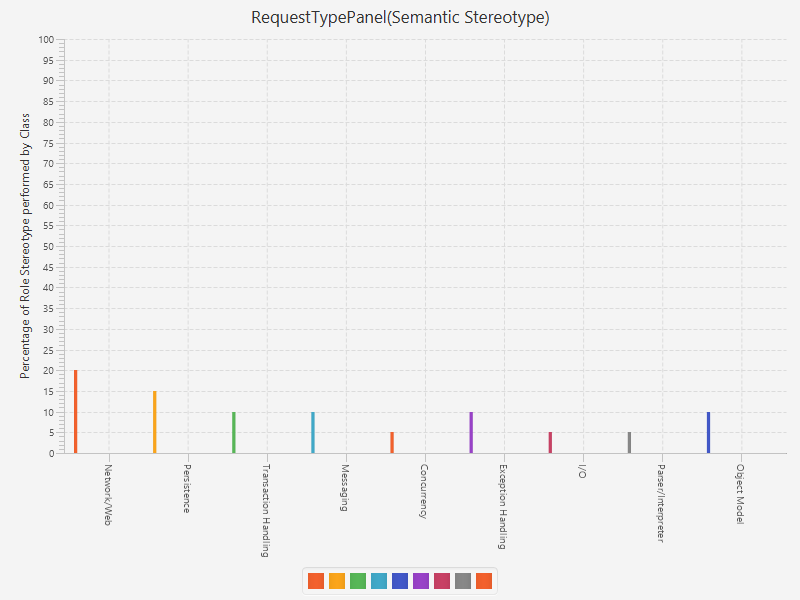 RequestTypePanel(Semantic Stereotype)
Percentage of Role Stereotype performed by Class
100
95
90
85
80
75
70
65
60
55
50
45
40
35
30
25
20
15
10
5
0
Network/Web
Persistence
Transaction Handling
Messaging
Concurrency
Exception Handling
I/O
Parser/Interpreter
Object Model